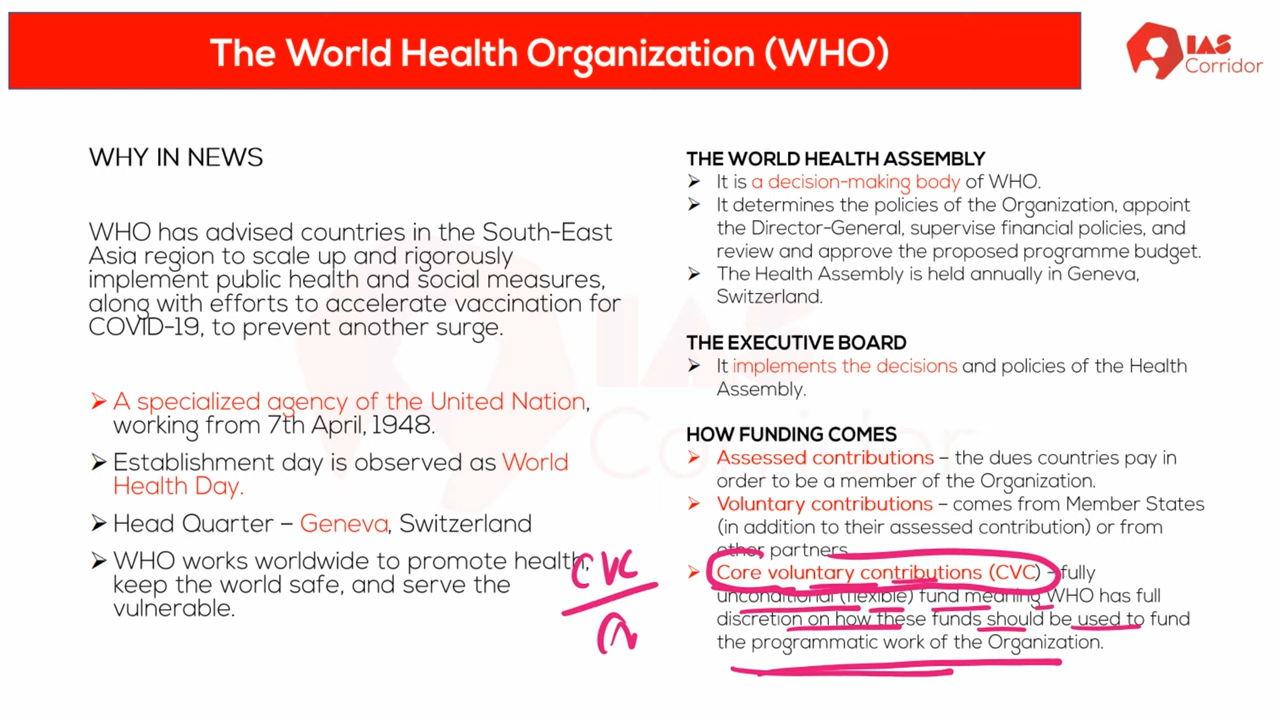 The World Health Organization (WHO)
IAS
Corridor
WHY IN NEWS
WHO has advised countries in the South-East
Asia region to scale up and rigorously
implement public health and social measures,
along with efforts to accelerate vaccination for
COVID-19, to prevent another surge.
➤ A specialized agency of the United Nation,
working from 7th April, 1948.
➤ Establishment day is observed as World
Health Day.
➤ Head Quarter – Geneva, Switzerland
➤ WHO works worldwide to promote health,
keep the world safe, and serve the
vulnerable.
CVC
THE WORLD HEALTH ASSEMBLY
➤ It is a decision-making body of WHO.
➤ It determines the policies of the Organization, appoint
the Director-General, supervise financial policies, and
review and approve the proposed programme budget.
➤ The Health Assembly is held annually in Geneva,
Switzerland.
THE EXECUTIVE BOARD
➤ It implements the decisions and policies of the Health
Assembly.
HOW FUNDING COMES
➤ Assessed contributions – the dues countries pay in
order to be a member of the Organization.
➤ Voluntary contributions – comes from Member States
(in addition to their assessed contribution) or from
other partners
➤ Core voluntary contributions (CVC) – fully
unconditional (flexible) fund meaning WHO has full
discretion on how these funds should be used to fund
the programmatic work of the Organization.
IAS
Corridor